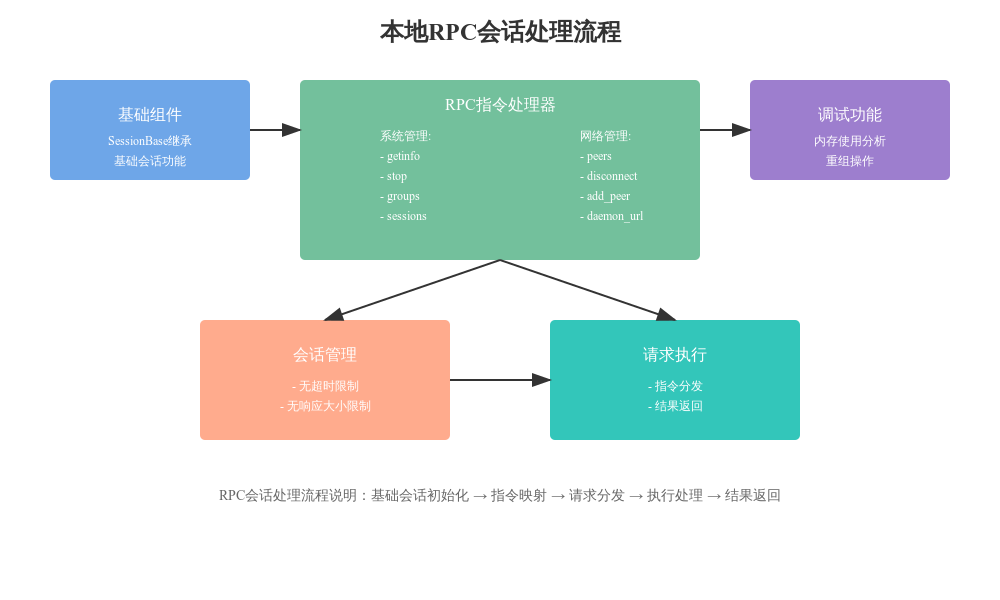 本地RPC会话处理流程
基础组件
SessionBase继承
基础会话功能
RPC指令处理器
系统管理:
- getinfo
- stop
- groups
- sessions
网络管理:
- peers
- disconnect
- add_peer
- daemon_url
调试功能
内存使用分析
重组操作
会话管理
- 无超时限制
- 无响应大小限制
请求执行
- 指令分发
- 结果返回
RPC会话处理流程说明：基础会话初始化 → 指令映射 → 请求分发 → 执行处理 → 结果返回